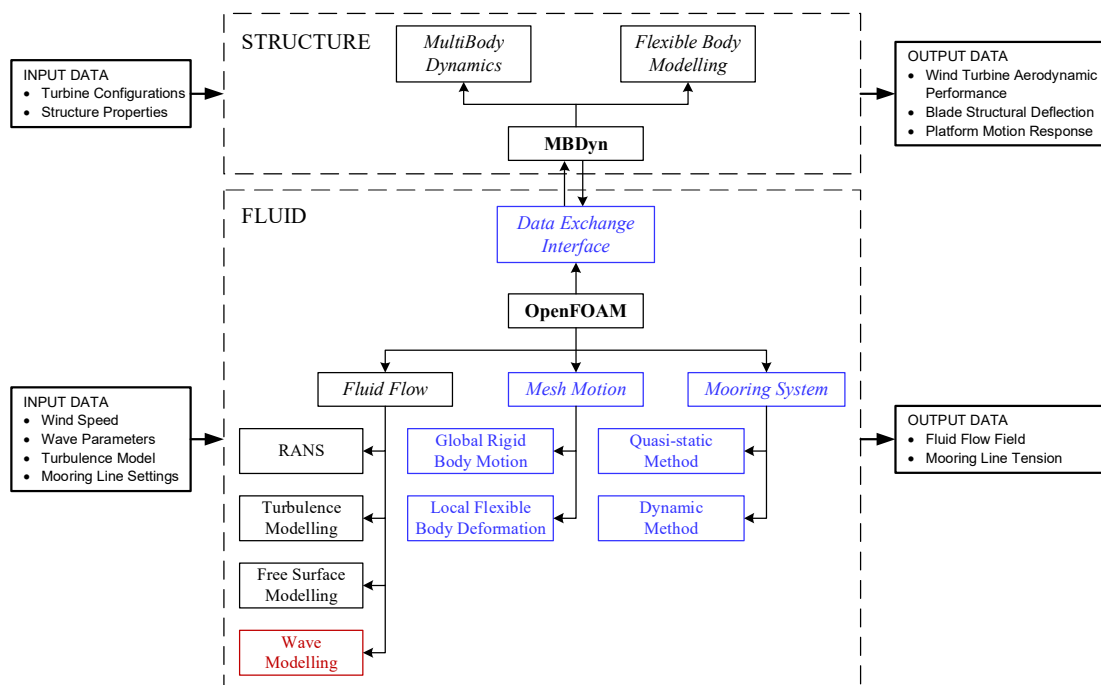 STRUCTURE
MultiBody
Dynamics
Flexible Body
Modelling
INPUT DATA
• Turbine Configurations
• Structure Properties
OUTPUT DATA
• Wind Turbine Aerodynamic
Performance
• Blade Structural Deflection
• Platform Motion Response
MBDyn
FLUID
Data Exchange
Interface
OpenFOAM
Fluid Flow
Mesh Motion
Mooring System
INPUT DATA
• Wind Speed
• Wave Parameters
• Turbulence Model
• Mooring Line Settings
OUTPUT DATA
• Fluid Flow Field
• Mooring Line Tension
RANS
Global Rigid
Body Motion
Quasi-static
Method
Turbulence
Modelling
Local Flexible
Body Deformation
Dynamic
Method
Free Surface
Modelling
Wave
Modelling